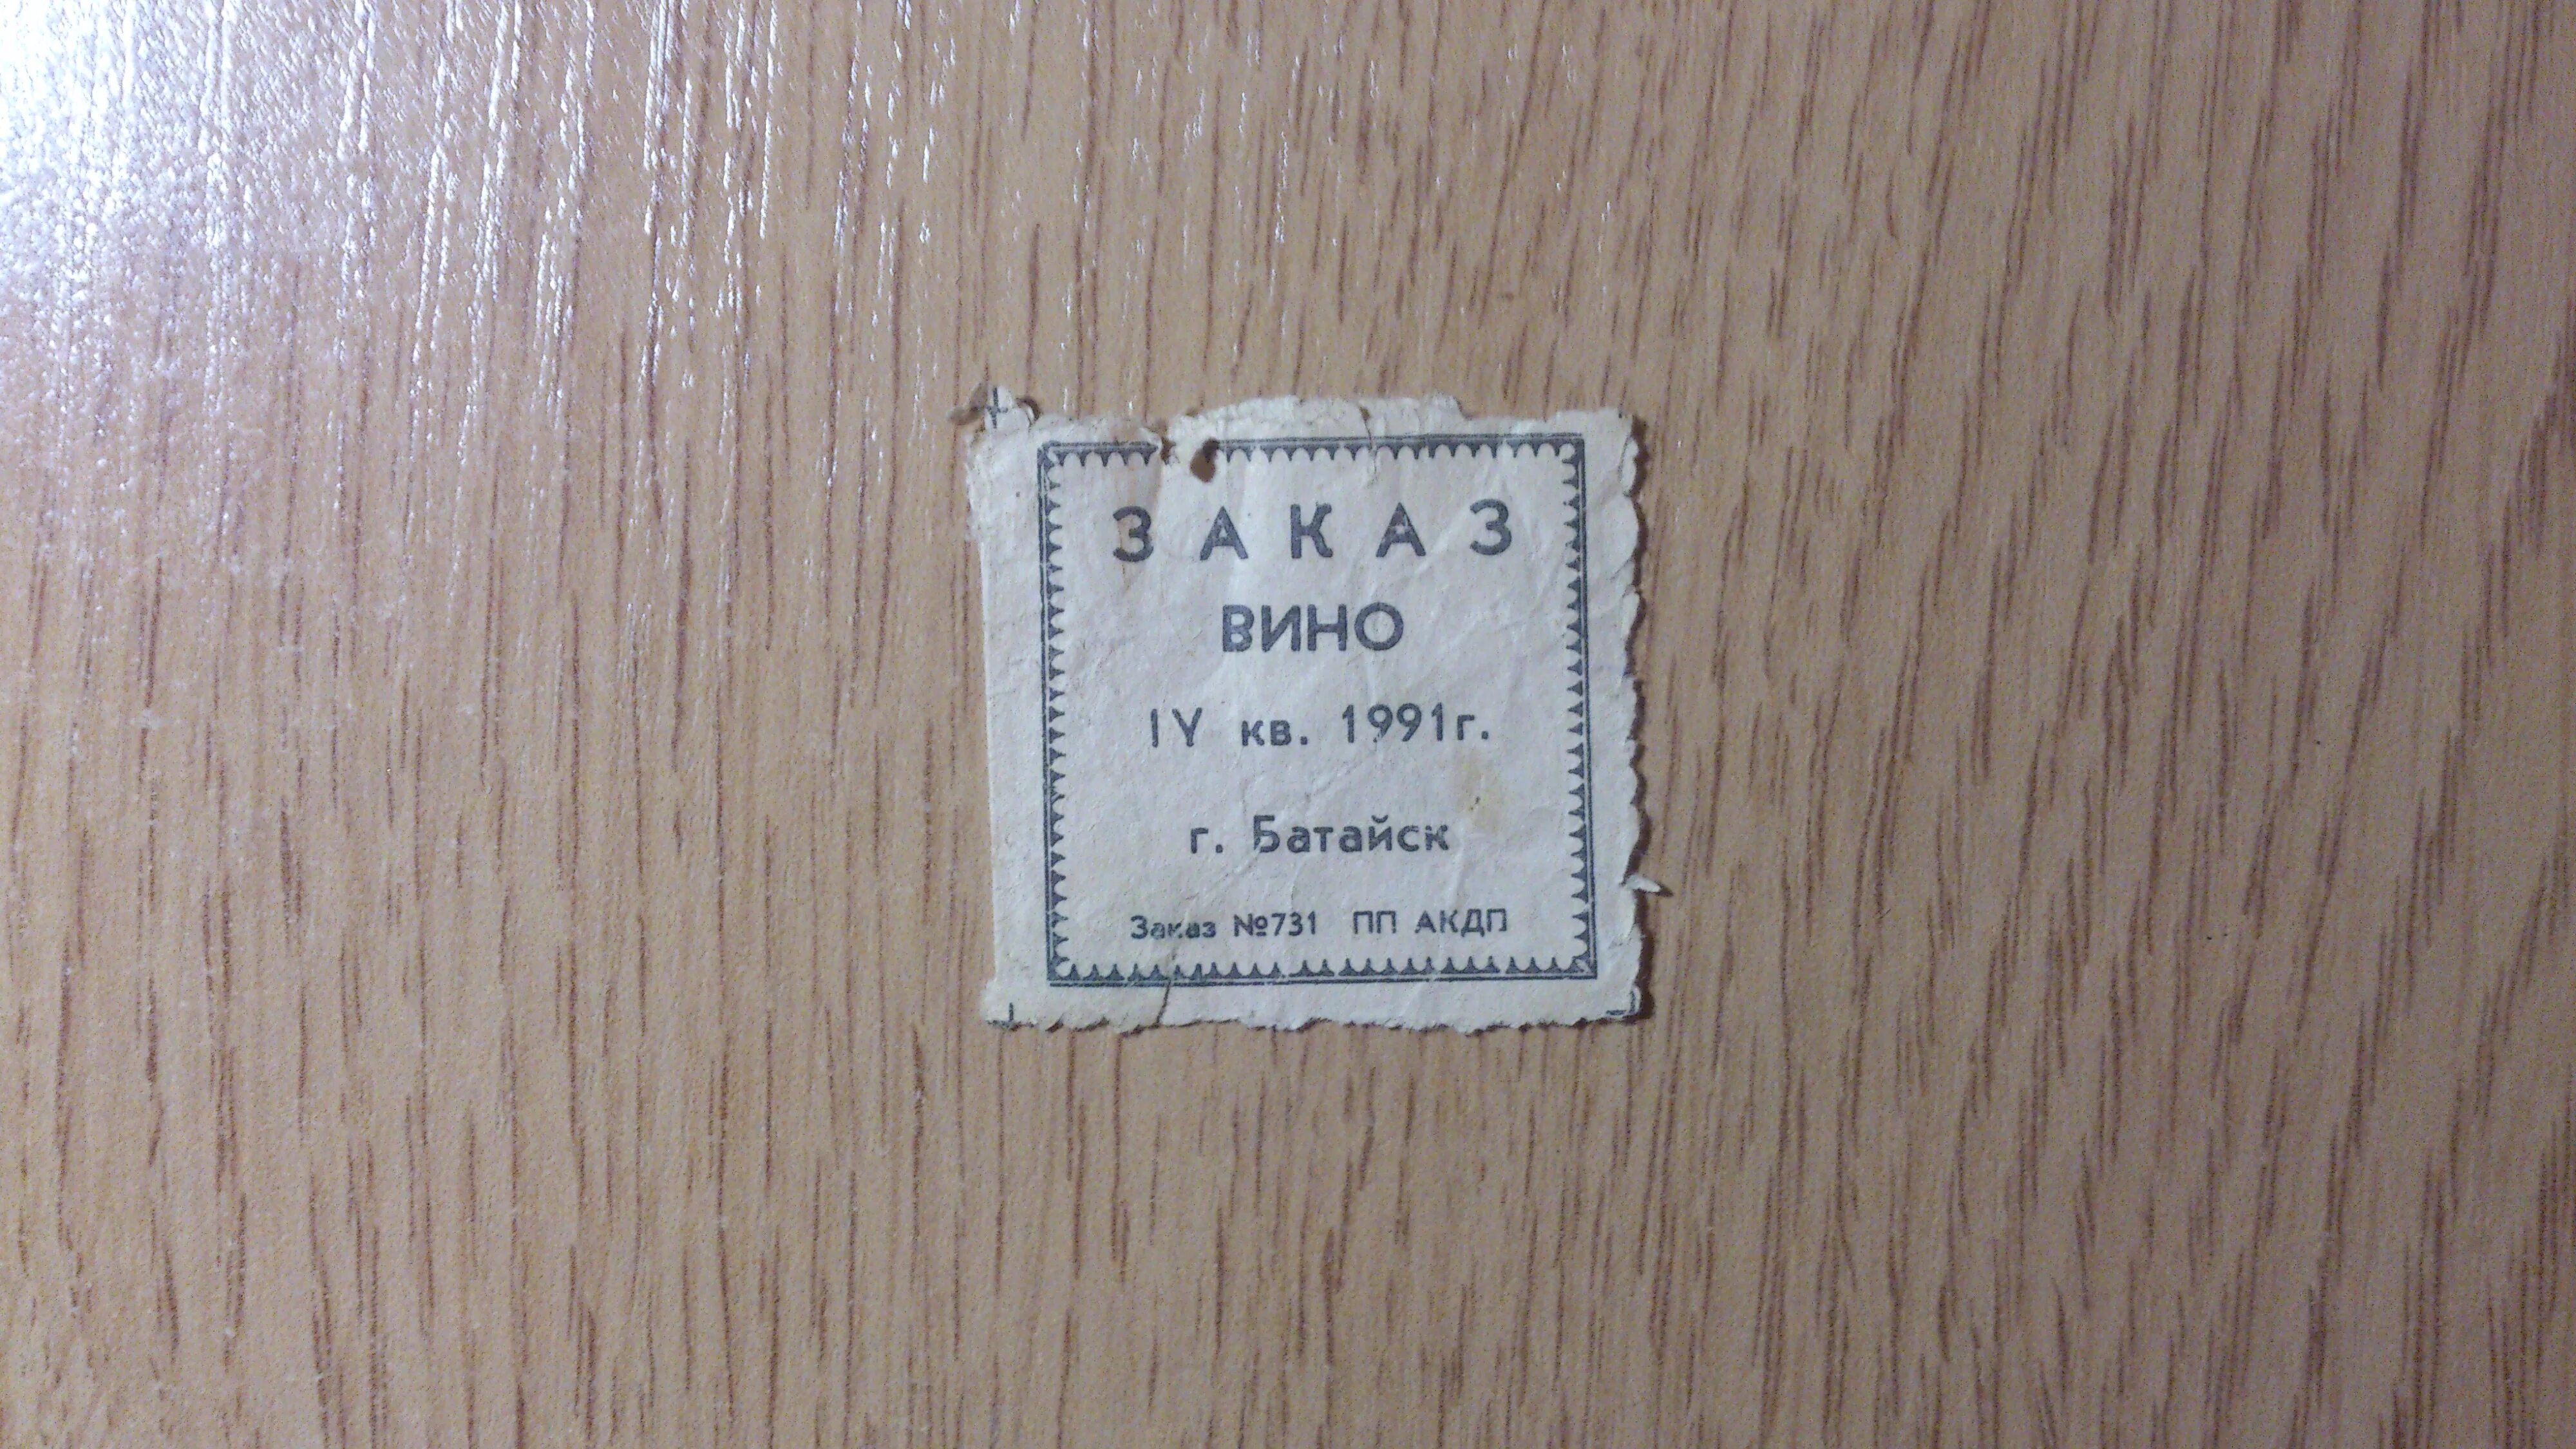 ЗАКАЗ
ВИНО
IY кв. 1991г.
г. Батайск
Заказ №731 ПП АКДП